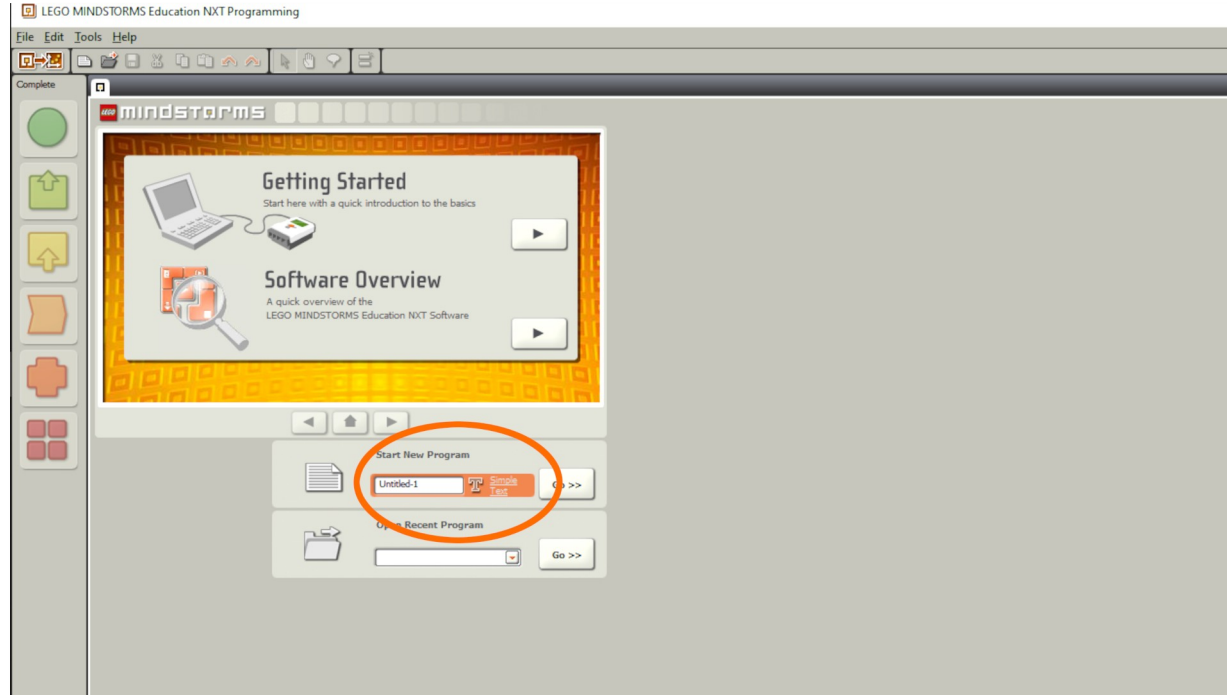 LEGO MINDSTORMS Education NXT Programming
File Edit Tools Help
Complete
LEGO mindstorms
Getting Started
Start here with a quick introduction to the basics
Software Overview
A quick overview of the
LEGO MINDSTORMS Education NXT Software
Start New Program
Untitled-1
T
Simple
Text
Go >>
Open Recent Program
Go >>